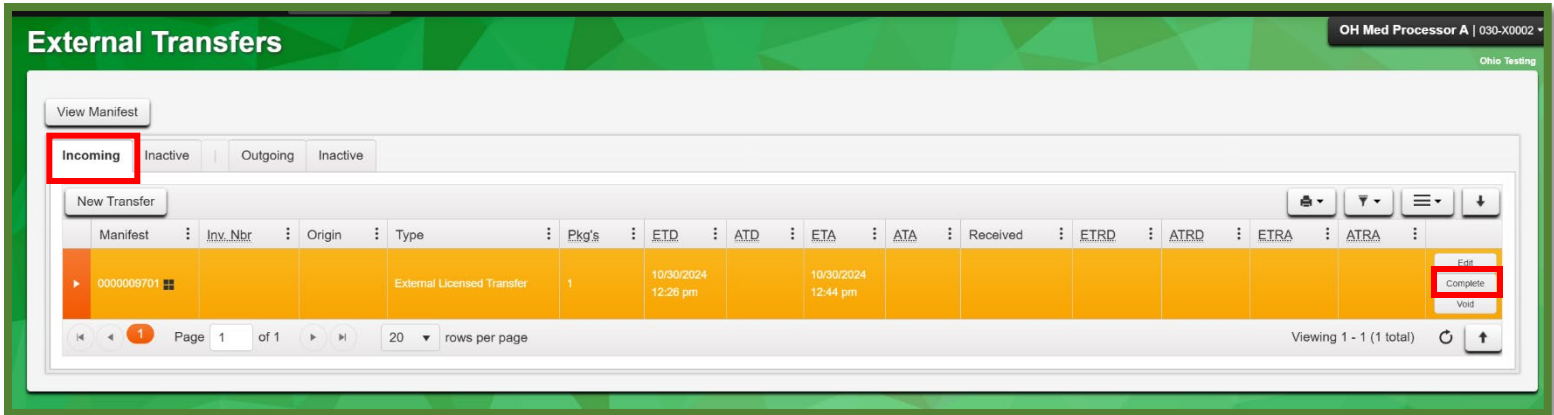 External Transfers
OH Med Processor A | 030-X0002
Ohio Testing
View Manifest
Incoming Inactive | Outgoing Inactive
New Transfer
Manifest Inv. Nbr Origin Type Pkg's ETD ATD ETA ATA Received ETRD ATRD ETRA ATRA
0000009701 External Licensed Transfer 1 10/30/2024 12:26 pm 10/30/2024 12:44 pm
Edit
Complete
Void
1 Page 1 of 1 20 rows per page Viewing 1 - 1 (1 total)